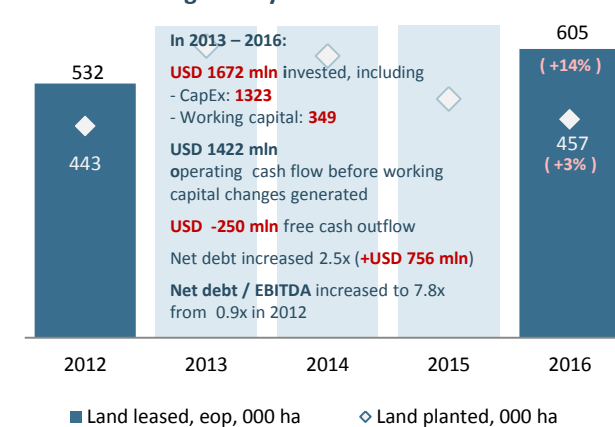 In 2013 – 2016:
USD 1672 mln invested, including
- CapEx: 1323
- Working capital: 349
USD 1422 mln
operating cash flow before working
capital changes generated
USD -250 mln free cash outflow
Net debt increased 2.5x (+USD 756 mln)
Net debt / EBITDA increased to 7.8x
from 0.9x in 2012
532
443
605
( +14% )
457
( +3% )
2012 2013 2014 2015 2016
Land leased, eop, 000 ha Land planted, 000 ha